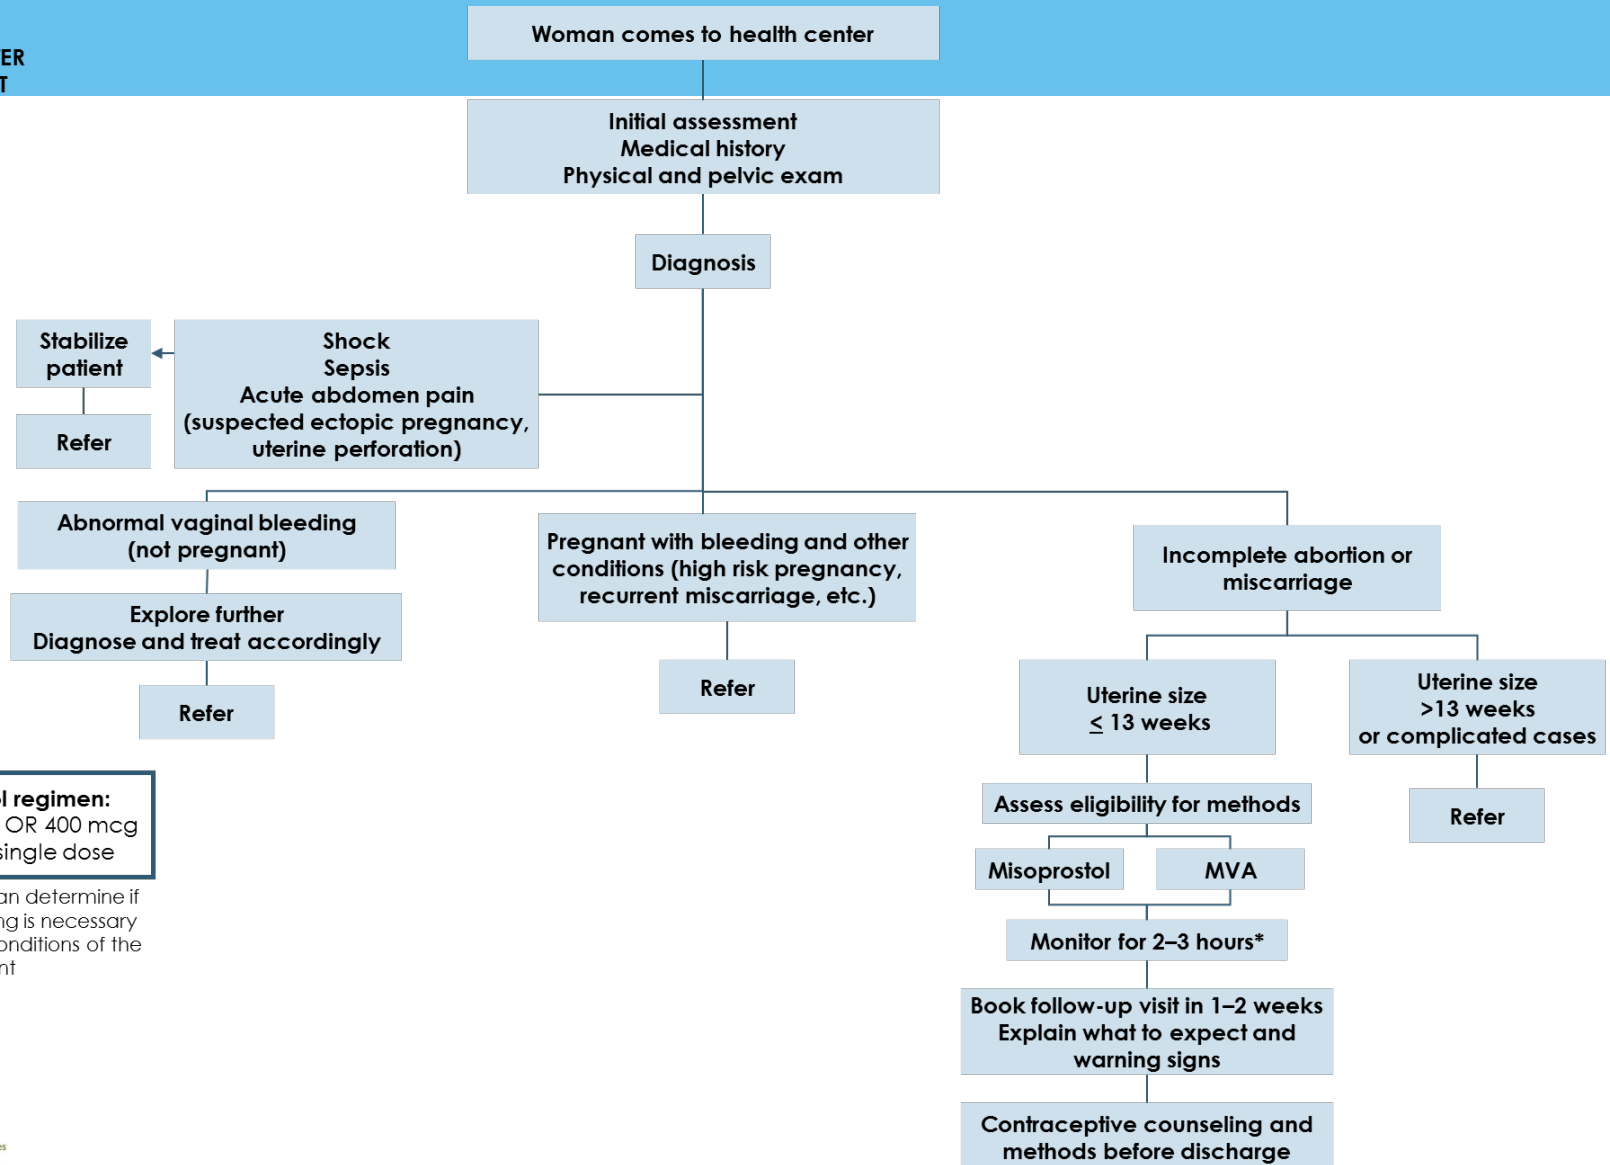 Woman comes to health center
Initial assessment
Medical history
Physical and pelvic exam
Diagnosis
Stabilize
patient
Refer
Shock
Sepsis
Acute abdomen pain
(suspected ectopic pregnancy,
uterine perforation)
Abnormal vaginal bleeding
(not pregnant)
Explore further
Diagnose and treat accordingly
Refer
Pregnant with bleeding and other
conditions (high risk pregnancy,
recurrent miscarriage, etc.)
Refer
Incomplete abortion or
miscarriage
Uterine size
≤ 13 weeks
Uterine size
>13 weeks
or complicated cases
Refer
Assess eligibility for methods
Misoprostol
MVA
Monitor for 2–3 hours*
Book follow-up visit in 1–2 weeks
Explain what to expect and
warning signs
Contraceptive counseling and
methods before discharge
regimen:
OR 400 mcg
single dose
determine if
is necessary
conditions of the